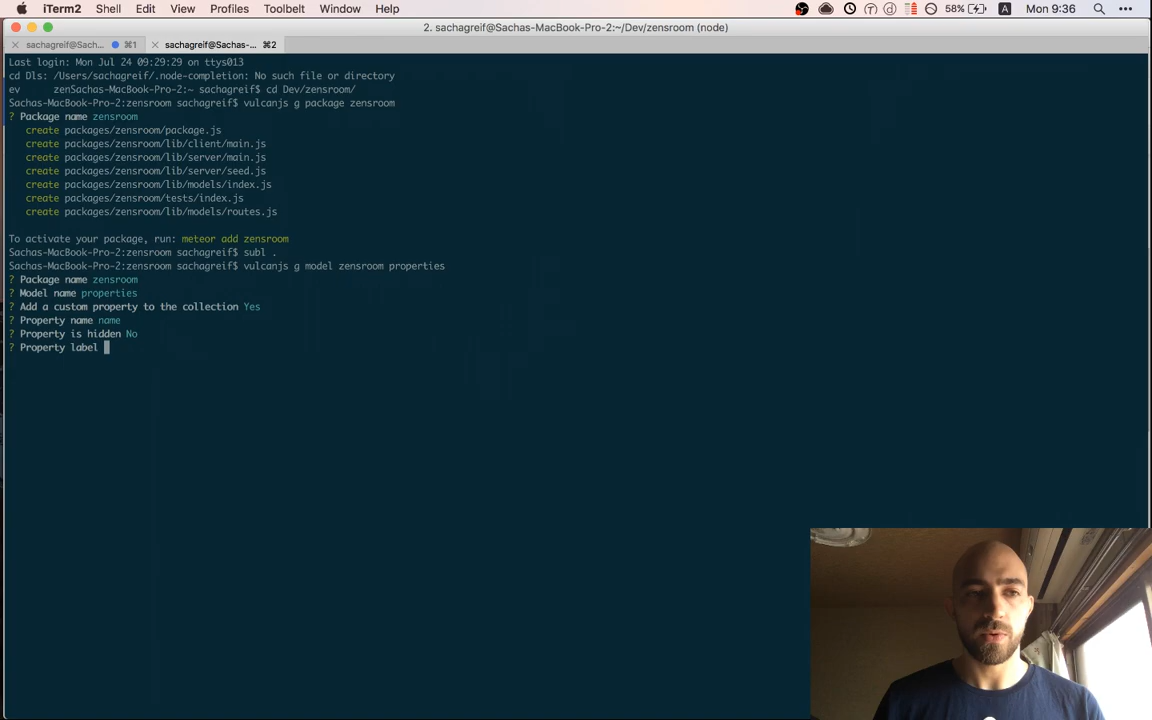 iTerm2 Shell Edit View Profiles Toolbelt Window Help 58% A Mon 9:36
2. sachagreif@Sachas-MacBook-Pro-2:~/Dev/zensroom (node)
sachagreif@Sach... ⌘1 sachagreif@Sachas-... ⌘2
Last login: Mon Jul 24 09:29:29 on ttys013
cd Dls: /Users/sachagreif/.node-completion: No such file or directory
ev zenSachas-MacBook-Pro-2:~ sachagreif$ cd Dev/zensroom/
Sachas-MacBook-Pro-2:zensroom sachagreif$ vulcanjs g package zensroom
? Package name zensroom
create packages/zensroom/package.js
create packages/zensroom/lib/client/main.js
create packages/zensroom/lib/server/main.js
create packages/zensroom/lib/server/seed.js
create packages/zensroom/lib/models/index.js
create packages/zensroom/tests/index.js
create packages/zensroom/lib/models/routes.js
To activate your package, run: meteor add zensroom
Sachas-MacBook-Pro-2:zensroom sachagreif$ subl .
Sachas-MacBook-Pro-2:zensroom sachagreif$ vulcanjs g model zensroom properties
? Package name zensroom
? Model name properties
? Add a custom property to the collection Yes
? Property name name
? Property is hidden No
? Property label